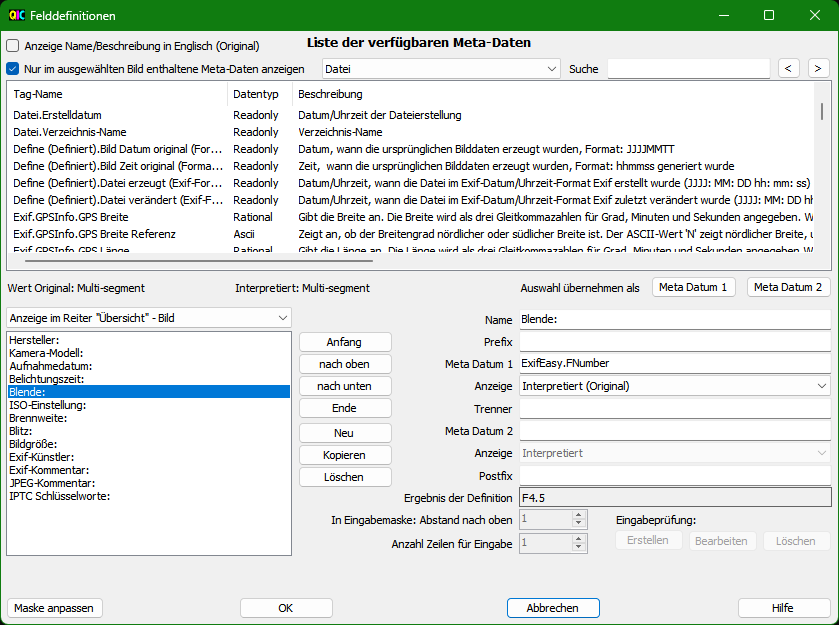 QIC Felddefinitionen
Anzeige Name/Beschreibung in Englisch (Original)
Liste der verfügbaren Meta-Daten
Nur im ausgewählten Bild enthaltene Meta-Daten anzeigen Datei Suche < >
Tag-Name Datentyp Beschreibung
Datei.Erstelldatum Readonly Datum/Uhrzeit der Dateierstellung
Datei.Verzeichnis-Name Readonly Verzeichnis-Name
Define (Definiert).Bild Datum original (For... Readonly Datum, wann die ursprünglichen Bilddaten erzeugt wurden, Format: JJJJMMTT
Define (Definiert).Bild Zeit original (Forma... Readonly Zeit, wann die ursprünglichen Bilddaten erzeugt wurden, Format: hhmmss generiert wurde
Define (Definiert).Datei erzeugt (Exif-For... Readonly Datum/Uhrzeit, wann die Datei im Exif-Datum/Uhrzeit-Format Exif erstellt wurde (JJJJ: MM: DD hh: mm: ss)
Define (Definiert).Datei verändert (Exif-F... Readonly Datum/Uhrzeit, wann die Datei im Exif-Datum/Uhrzeit-Format Exif zuletzt verändert wurde (JJJJ: MM: DD hh
Exif.GPSInfo.GPS Breite Rational Gibt die Breite an. Die Breite wird als drei Gleitkommazahlen für Grad, Minuten und Sekunden angegeben. W
Exif.GPSInfo.GPS Breite Referenz Ascii Zeigt an, ob der Breitengrad nördlicher oder südlicher Breite ist. Der ASCII-Wert 'N' zeigt nördliche Breite, u
Exif.GPSInfo.GPS Länge Rational Gibt die Länge an. Die Länge wird als drei Gleitkommazahlen für Grad, Minuten und Sekunden angegeben. W
Wert Original: Multi-segment Interpretiert: Multi-segment Auswahl übernehmen als Meta Datum 1 Meta Datum 2
Anzeige im Reiter "Übersicht" - Bild
Hersteller:
Kamera-Modell:
Aufnahmedatum:
Belichtungszeit:
Blende:
ISO-Einstellung:
Brennweite:
Blitz:
Bildgröße:
Exif-Künstler:
Exif-Kommentar:
JPEG-Kommentar:
IPTC Schlüsselworte:
Anfang
nach oben
nach unten
Ende
Neu
Kopieren
Löschen
Name Blende:
Prefix
Meta Datum 1 ExifEasy.FNumber
Anzeige Interpretiert (Original)
Trenner
Meta Datum 2
Anzeige Interpretiert
Postfix
Ergebnis der Definition F4.5
In Eingabemaske: Abstand nach oben 1 Eingabeprüfung:
Anzahl Zeilen für Eingabe 1 Erstellen Bearbeiten Löschen
Maske anpassen OK Abbrechen Hilfe